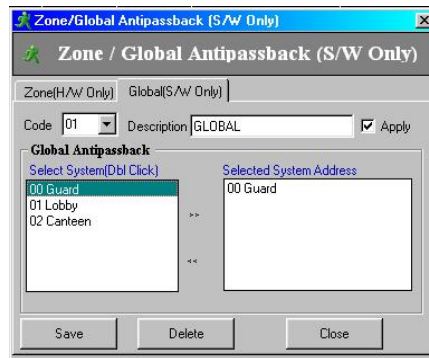 Zone/Global Antipassback (S/W Only)
Zone / Global Antipassback (S/W Only)
Zone(H/W Only) Global(S/W Only)
Code 01 Description GLOBAL Apply
Global Antipassback
Select System(Dbl Click) Selected System Address
00 Guard 00 Guard
01 Lobby
02 Canteen
>>
<<
Save Delete Close